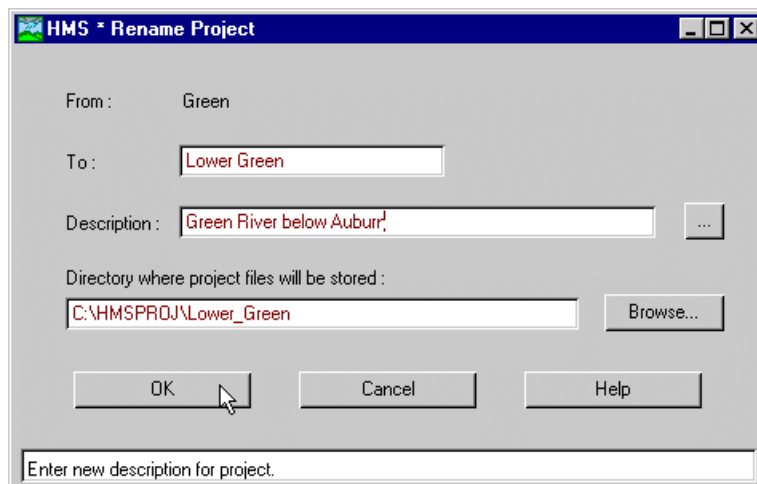 HMS * Rename Project
From : Green
To : Lower Green
Description : Green River below Auburn
...
Directory where project files will be stored :
C:\HMSPROJ\Lower_Green
Browse...
OK Cancel Help
Enter new description for project.